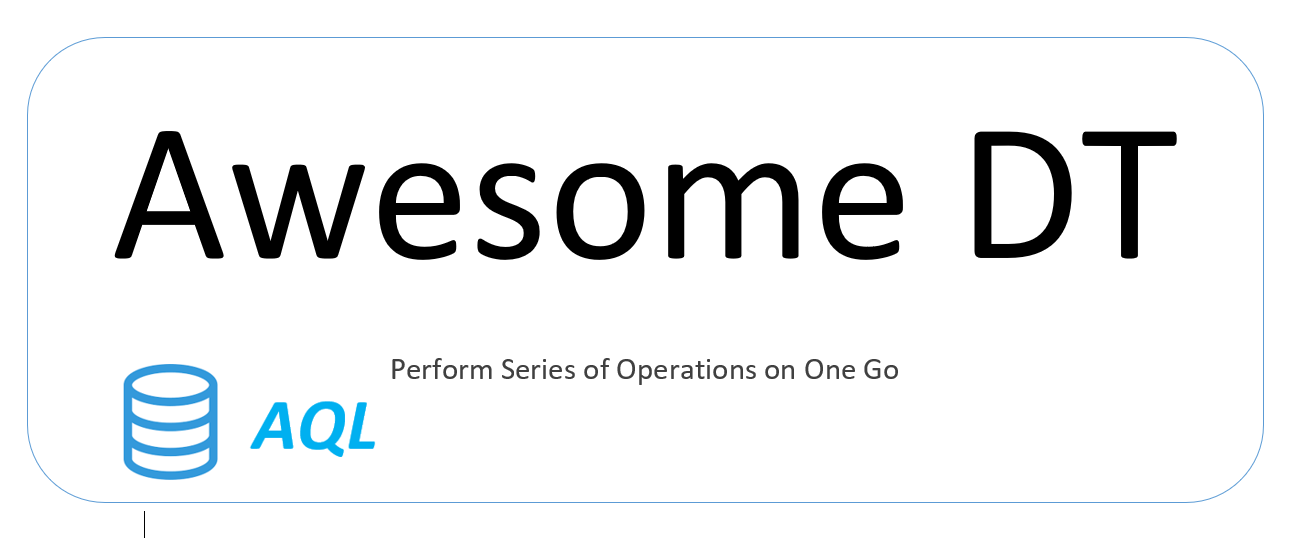 Awesome DT
Perform Series of Operations on One Go
AQL